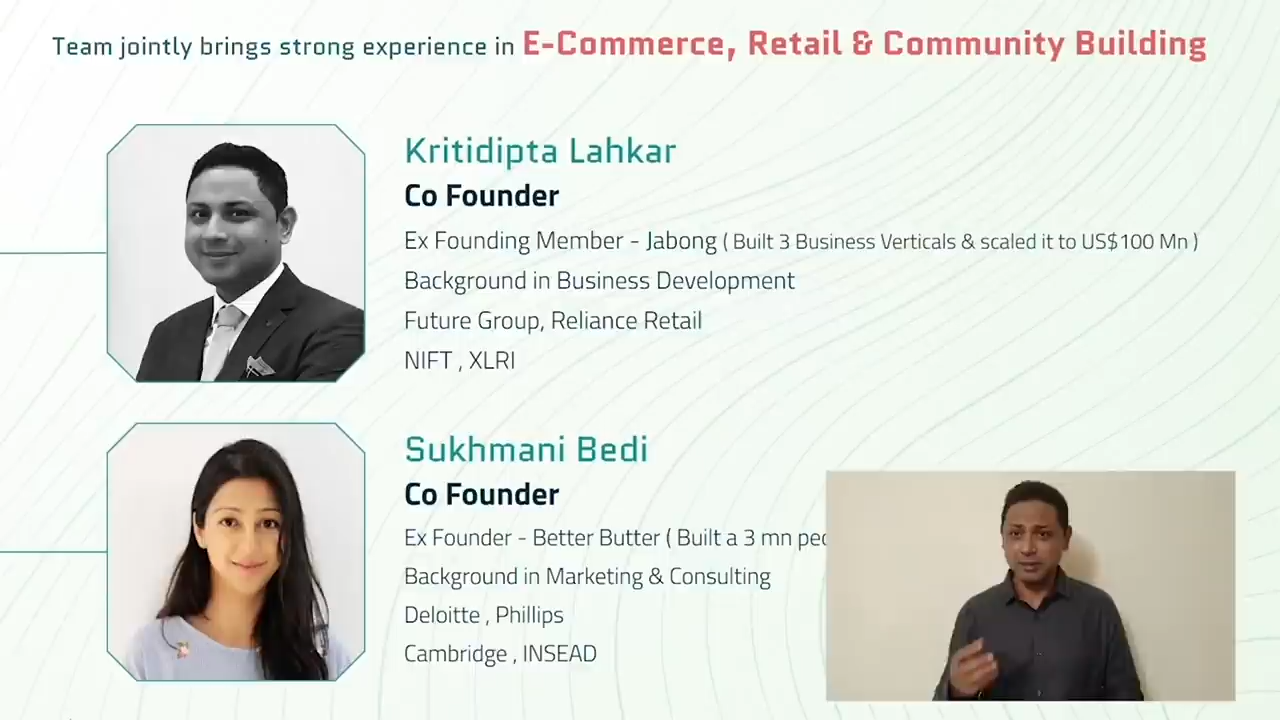 Team jointly brings strong experience in E-Commerce, Retail & Community Building
Kritidipta Lahkar
Co Founder
Ex Founding Member - Jabong ( Built 3 Business Verticals & scaled it to US$100 Mn )
Background in Business Development
Future Group, Reliance Retail
NIFT , XLRI
Sukhmani Bedi
Co Founder
Ex Founder - Better Butter ( Built a 3 mn
Background in Marketing & Consulting
Deloitte , Phillips
Cambridge , INSEAD